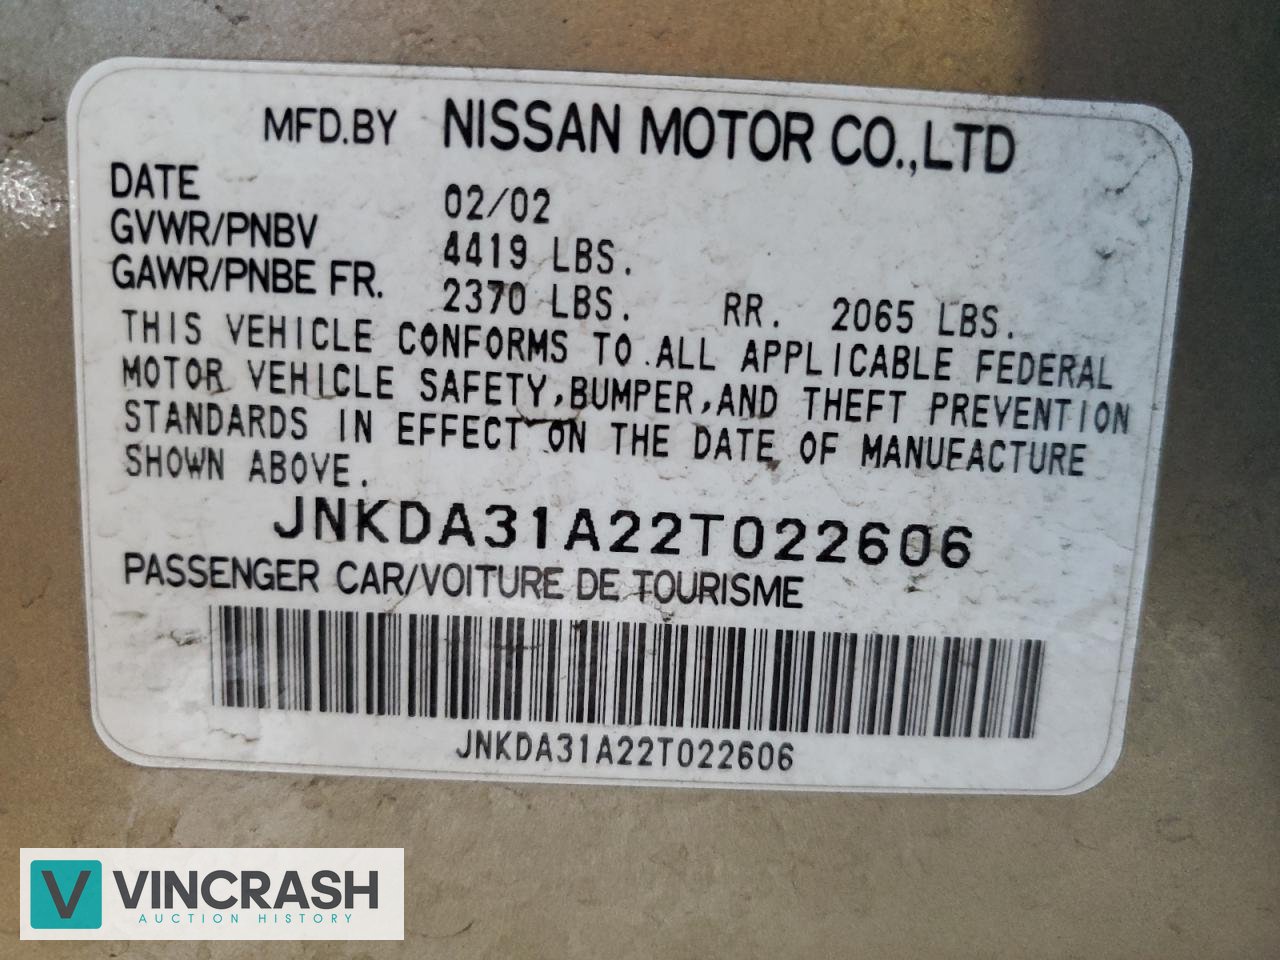 MFD.BY NISSAN MOTOR CO.,LTD
DATE 02/02
GVWR/PNBV 4419 LBS.
GAWR/PNBE FR. 2370 LBS. RR. 2065 LBS.
THIS VEHICLE CONFORMS TO ALL APPLICABLE FEDERAL
MOTOR VEHICLE SAFETY,BUMPER,AND THEFT PREVENTION
STANDARDS IN EFFECT ON THE DATE OF MANUFACTURE
SHOWN ABOVE.
JNKDA31A22T022606
PASSENGER CAR/VOITURE DE TOURISME
JNKDA31A22T022606
V VINCRASH
AUCTION HISTORY